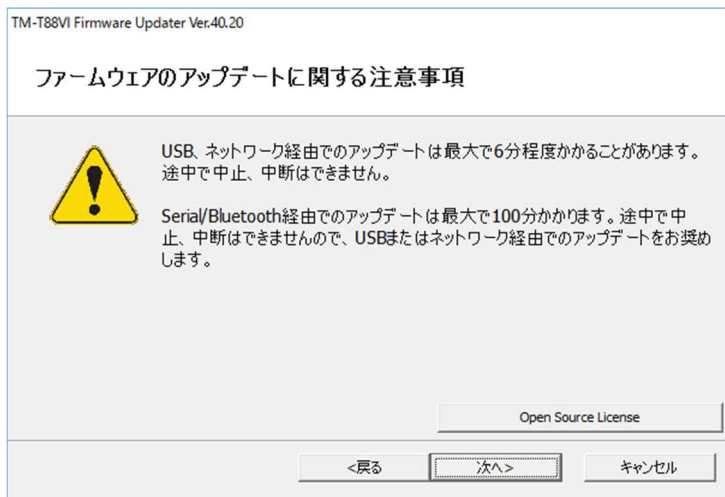 TM-T88VI Firmware Updater Ver.40.20
ファームウェアのアップデートに関する注意事項
USB、ネットワーク経由でのアップデートは最大で6分程度かかることがあります。
途中で中止、中断はできません。
Serial/Bluetooth経由でのアップデートは最大で100分かかります。途中で中
止、中断はできませんので、USBまたはネットワーク経由でのアップデートをお奨め
します。
Open Source License
<戻る
次へ>
キャンセル